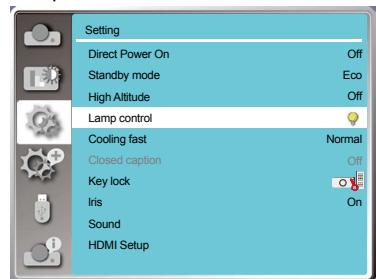 Setting
Direct Power On Off
Standby mode Eco
High Altitude Off
Lamp control
Cooling fast Normal
Closed caption Off
Key lock
Iris On
Sound
HDMI Setup